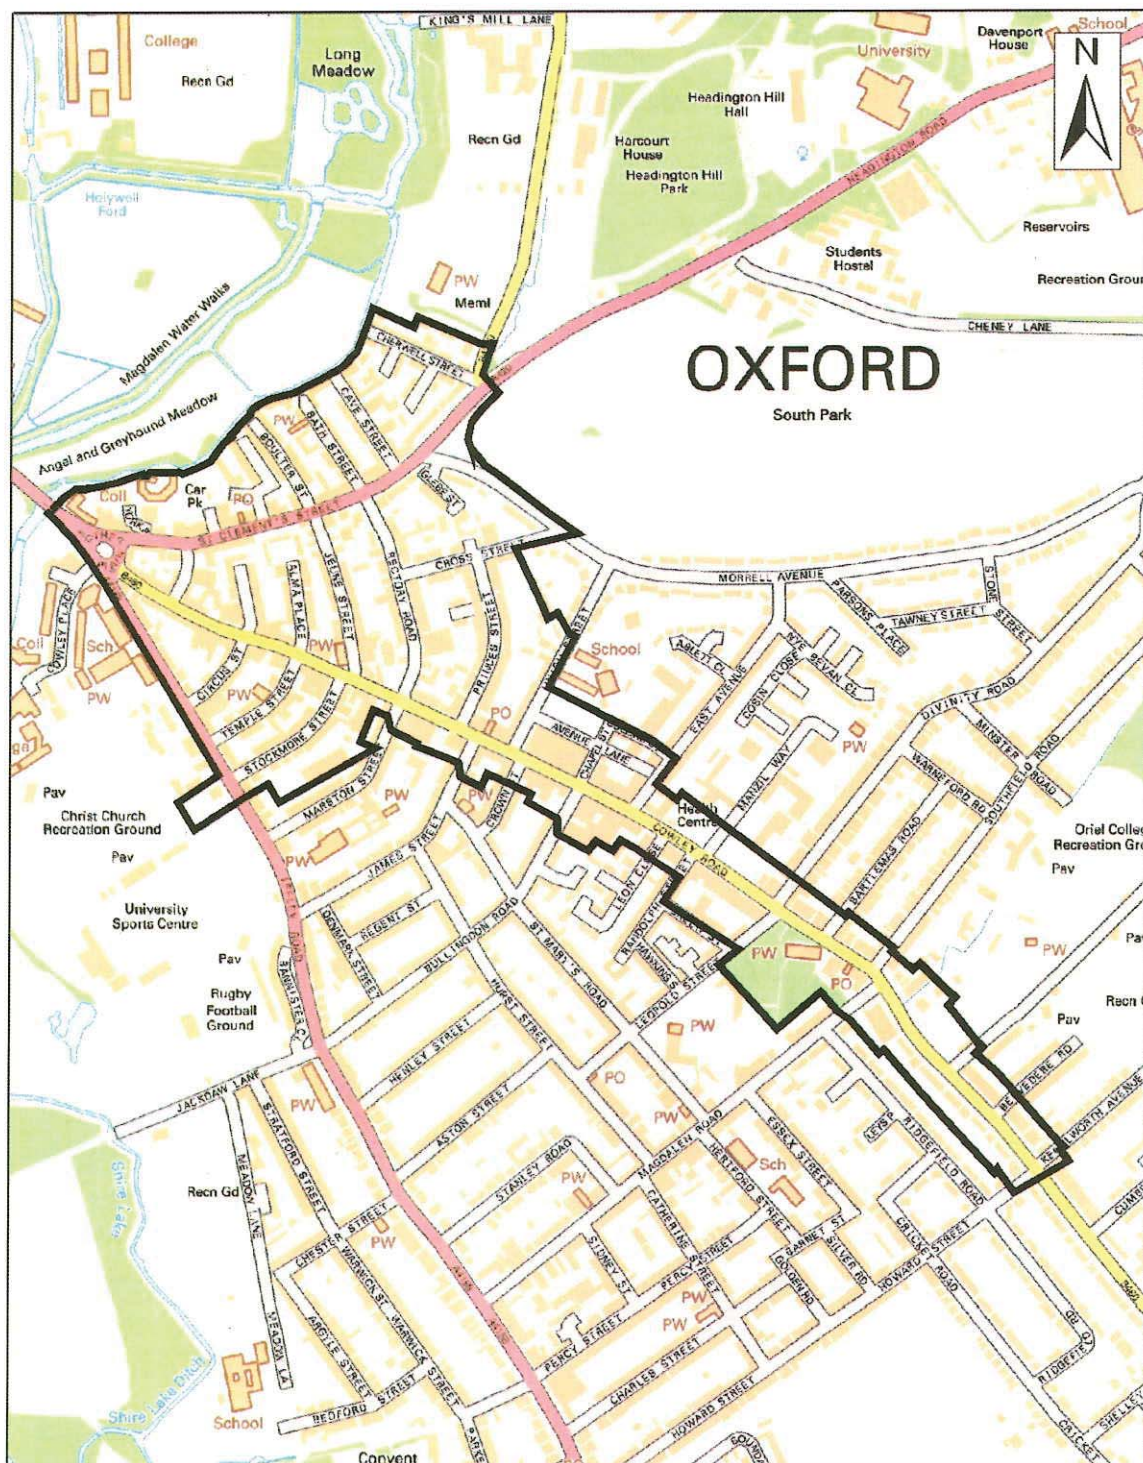 KING'S MILL LANE
College
Recn Gd
Long
Meadow
University
Davenport
House
School
N
Recn Gd
Headington Hill
Hall
Harcourt
House
Headington Hill
Park
HEADINGTON ROAD
Holywell
Ford
Reservoirs
Students
Hostel
Recreation Groun
PW
Meml
CHENEY LANE
Magdalen Water Walks
CHERWELL STREET
OXFORD
South Park
Angel and Greyhound Meadow
CAVE STREET
BATH STREET
PW
BOULTER ST
Coll
Car
Pk
PO
GLEBE ST
ST CLEMENT'S STREET
CROSS STREET
MORRELL AVENUE
PARSONS PLACE
STONE STREET
TAWNEY STREET
COWLEY PLACE
ALMA PLACE
JEUNE STREET
RECTORY ROAD
PRINCES STREET
School
Coll
Sch
PW
CIRCUS ST
PW
PW
TEMPLE STREET
STOCKMORE STREET
ABLETT CL
NYE BEVAN CL
COBIN CLOSE
EAST AVENUE
DIVINITY ROAD
MINSTER ROAD
PO
AVENUE LANE
CHAPEL ST
MANZIL WAY
PW
WARNEFORD RD
SOUTHFIELD ROAD
Pav
Christ Church
Recreation Ground
Pav
MARSTON STREET
PW
PW
CROWN ST
Health
Centre
COWLEY ROAD
BARTLEMAS ROAD
Oriel Colleg
Recreation Gro
Pav
PW
JAMES STREET
LEON CLOSE
University
Sports Centre
REGENT ST
DENMARK STREET
BULLINGDON ROAD
ST MARY'S ROAD
PW
PO
PW
Pav
Pav
Rugby
Football
Ground
BANNISTER CL
HURST STREET
LEOPOLD STREET
PW
Recn G
Pav
HENLEY STREET
JACKDAW LANE
PW
PO
BELVEDERE RD
KENILWORTH AVENUE
STRATFORD STREET
ASTON STREET
PW
MAGDALEN ROAD
ESSEX STREET
LEYS P
RIDGEFIELD ROAD
Shire Lake
Recn Gd
MEADOW LANE
STANLEY ROAD
HERTFORD STREET
Sch
PW
CHESTER STREET
PW
WARWICK ST
CATHERINE STREET
SIDNEY ST
PERCY STREET
BARNET ST
SILVER RD
GOLDEN RD
CRICKET ROAD
HOWARD STREET
PW
ARGYLE STREET
WARWICK STREET
MEADOW LA
PERCY STREET
CHARLES STREET
RIDGEFIELD RD
School
Shire Lake Ditch
BEDFORD STREET
HOWARD STREET
CRICKET
SHELLEY
Convent